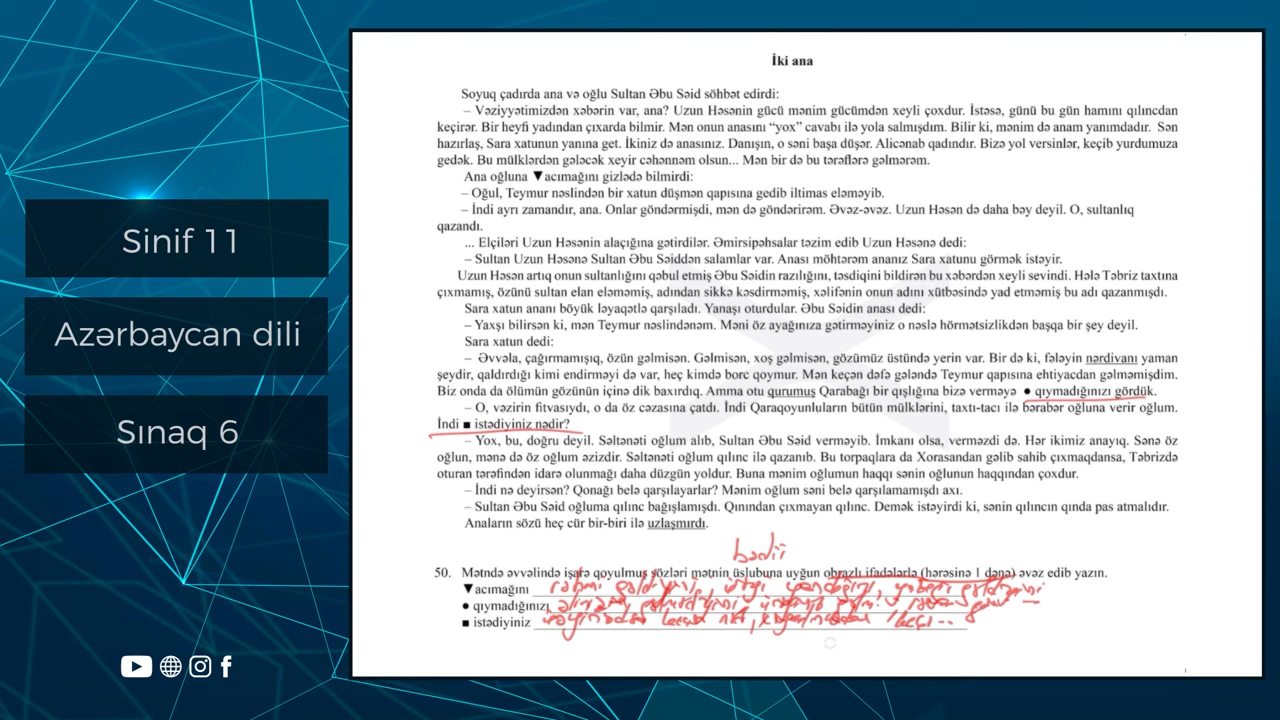 Sinif 11
Azərbaycan dili
Sınaq 6
İki ana
Soyuq çadırda ana və oğlu Sultan Əbu Səid söhbət edirdi:
– Vəziyyətimizdən xəbərin var, ana? Uzun Həsənin gücü mənim gücümdən xeyli çoxdur. İstəsə, günü bu gün hamını qılıncdan
keçirər. Bir heyfi yadından çıxarda bilmir. Mən onun anasını “yox” cavabı ilə yola salmışdım. Bilir ki, mənim də anam yanımdadır. Sən
hazırlaş, Sara xatunun yanına get. İkiniz də anasınız. Danışın, o səni başa düşər. Alicənab qadındır. Bizə yol versinlər, keçib yurdumuza
gedək. Bu mülklərdən gələcək xeyir cəhənnəm olsun... Mən bir də bu tərəflərə gəlmərəm.
Ana oğluna ▼acımağını gizlədə bilmirdi:
– Oğul, Teymur nəslindən bir xatun düşmən qapısına gedib iltimas eləməyib.
– İndi ayrı zamandır, ana. Onlar göndərmişdi, mən də göndərirəm. Əvəz-əvəz. Uzun Həsən də daha bəy deyil. O, sultanlıq
qazandı.
... Elçiləri Uzun Həsənin alaçığına gətirdilər. Əmirsipəhsalar təzim edib Uzun Həsənə dedi:
– Sultan Uzun Həsənə Sultan Əbu Səiddən salamlar var. Anası möhtərəm ananız Sara xatunu görmək istəyir.
Uzun Həsən artıq onun sultanlığını qəbul etmiş Əbu Səidin razılığını, təsdiqini bildirən bu xəbərdən xeyli sevindi. Hələ Təbriz taxtına
çıxmamış, özünü sultan elan eləməmiş, adından sikkə kəsdirməmiş, xəlifənin onun adını xütbəsində yad etməmiş bu adı qazanmışdı.
Sara xatun ananı böyük ləyaqətlə qarşıladı. Yanaşı oturdular. Əbu Səidin anası dedi:
– Yaxşı bilirsən ki, mən Teymur nəslindənəm. Məni öz ayağınıza gətirməyiniz o nəslə hörmətsizlikdən başqa bir şey deyil.
Sara xatun dedi:
– Əvvəla, çağırmamışıq, özün gəlmisən. Gəlmisən, xoş gəlmisən, gözümüz üstündə yerin var. Bir də ki, fələyin nərdivanı yaman
şeydir, qaldırdığı kimi endirməyi də var, heç kimdə borc qoymur. Mən keçən dəfə gələndə Teymur qapısına ehtiyacdan gəlməmişdim.
Biz onda da ölümün gözünün içinə dik baxırdıq. Amma otu qurumuş Qarabağı bir qışlığına bizə verməyə ● qıymadığınızı gördük.
– O, vəzirin fitvasıydı, o da öz cəzasına çatdı. İndi Qaraqoyunluların bütün mülklərini, taxtı-tacı ilə bərabər oğluna verir oğlum.
İndi ■ istədiyiniz nədir?
– Yox, bu, doğru deyil. Səltənəti oğlum alıb, Sultan Əbu Səid verməyib. İmkanı olsa, verməzdi də. Hər ikimiz anayıq. Sənə öz
oğlun, mənə də öz oğlum əzizdir. Səltənəti oğlum qılınc ilə qazanıb. Bu torpaqlara da Xorasandan gəlib sahib çıxmaqdansa, Təbrizdə
oturan tərəfindən idarə olunmağı daha düzgün yoldur. Buna mənim oğlumun haqqı sənin oğlunun haqqından çoxdur.
– İndi nə deyirsən? Qonağı belə qarşılayarlar? Mənim oğlum səni belə qarşılamamışdı axı.
– Sultan Əbu Səid oğluma qılınc bağışlamışdı. Qınından çıxmayan qılınc. Demək istəyirdi ki, sənin qılıncın qında pas atmalıdır.
Anaların sözü heç cür bir-biri ilə uzlaşmırdı.
bədii
50. Mətndə əvvəlində işarə qoyulmuş sözləri mətnin üslubuna uyğun obrazlı ifadələrlə (hərəsinə 1 dənə) əvəz edib yazın.
▼acımağını rəhmi gəldiyini, ürəyi yandığını,
● qıymadığınızı
■ istədiyiniz